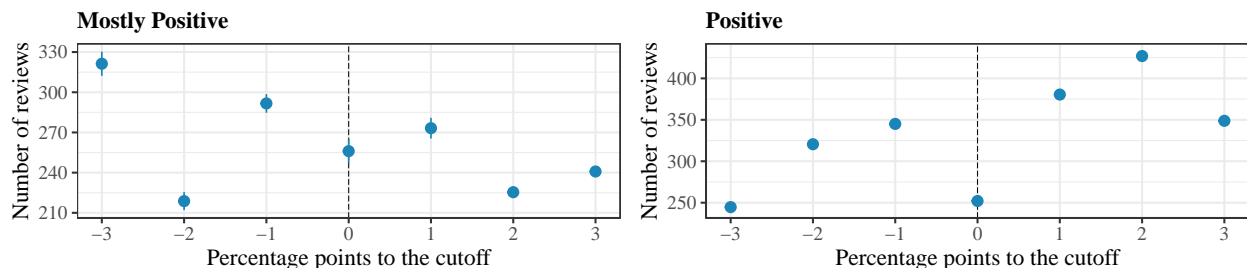 Mostly Positive
Number of reviews
330
300
270
240
210
−3 −2 −1 0 1 2 3
Percentage points to the cutoff
Positive
Number of reviews
400
350
300
250
−3 −2 −1 0 1 2 3
Percentage points to the cutoff